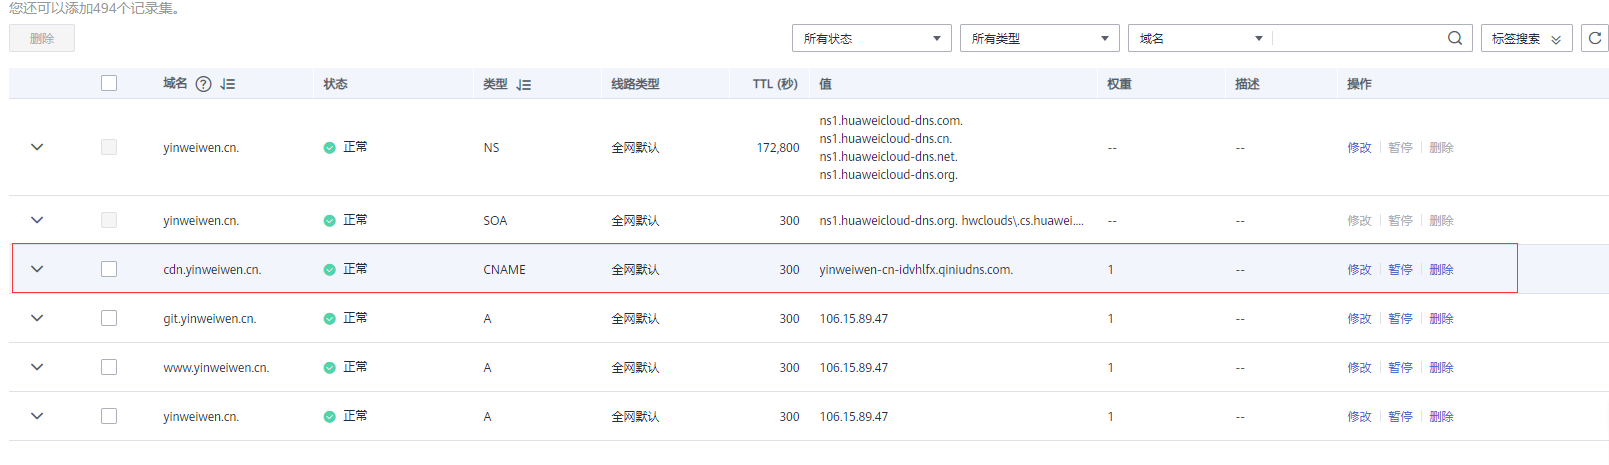 您还可以添加494个记录集。
删除 所有状态 所有类型 域名 标签搜索
域名 状态 类型 线路类型 TTL (秒) 值 权重 描述 操作
ns1.huaweicloud-dns.com.
ns1.huaweicloud-dns.cn.
yinweiwen.cn. 正常 NS 全网默认 172,800 -- -- 修改 暂停 删除
ns1.huaweicloud-dns.net.
ns1.huaweicloud-dns.org.
yinweiwen.cn. 正常 SOA 全网默认 300 ns1.huaweicloud-dns.org. hwclouds\.cs.huawei.... -- -- 修改 暂停 删除
cdn.yinweiwen.cn. 正常 CNAME 全网默认 300 yinweiwen-cn-idvhlfx.qiniudns.com. 1 -- 修改 暂停 删除
git.yinweiwen.cn. 正常 A 全网默认 300 106.15.89.47 1 -- 修改 暂停 删除
www.yinweiwen.cn. 正常 A 全网默认 300 106.15.89.47 1 -- 修改 暂停 删除
yinweiwen.cn. 正常 A 全网默认 300 106.15.89.47 1 -- 修改 暂停 删除